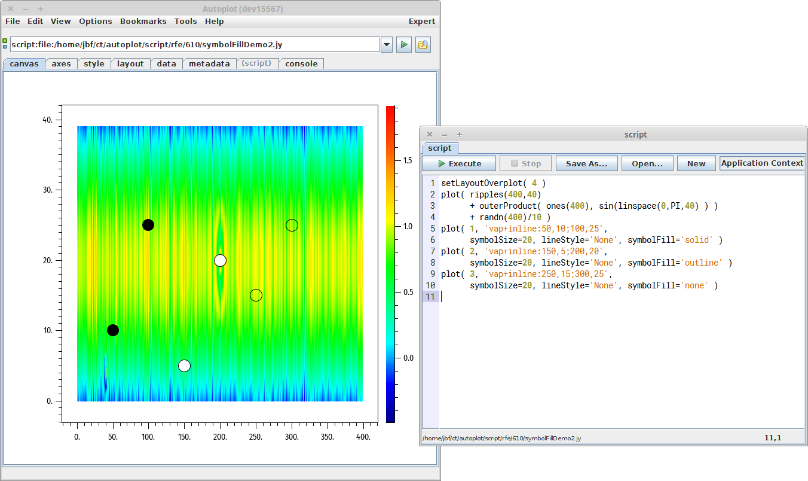 Autoplot (dev15567)
File Edit View Options Bookmarks Tools Help Expert
script:file:/home/jbf/ct/autoplot/script/rfe/610/symbolFillDemo2.jy
canvas axes style layout data metadata (script) console
40.
30.
20.
10.
0.
0. 50. 100. 150. 200. 250. 300. 350. 400.
1.5
1.0
0.5
0.0
script
script
Execute Stop Save As... Open... New Application Context
1 setLayoutOverplot( 4 )
2 plot( ripples(400,40)
3 + outerProduct( ones(400), sin(linspace(0,PI,40) ) )
4 + randn(400)/10 )
5 plot( 1, 'vap+inline:50,10;100,25',
6 symbolSize=20, lineStyle='None', symbolFill='solid' )
7 plot( 2, 'vap+inline:150,5;200,20',
8 symbolSize=20, lineStyle='None', symbolFill='outline' )
9 plot( 3, 'vap+inline:250,15;300,25',
10 symbolSize=20, lineStyle='None', symbolFill='none' )
11
/home/jbf/ct/autoplot/script/rfe/610/symbolFillDemo2.jy 11,1